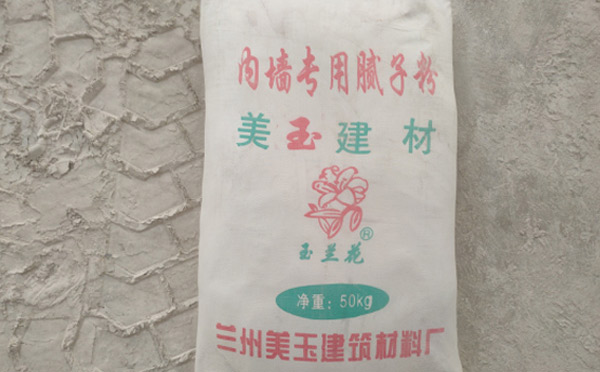 内墙专用腻子粉
美玉建材
®
玉兰花
净重：50kg
兰州美玉建筑材料厂